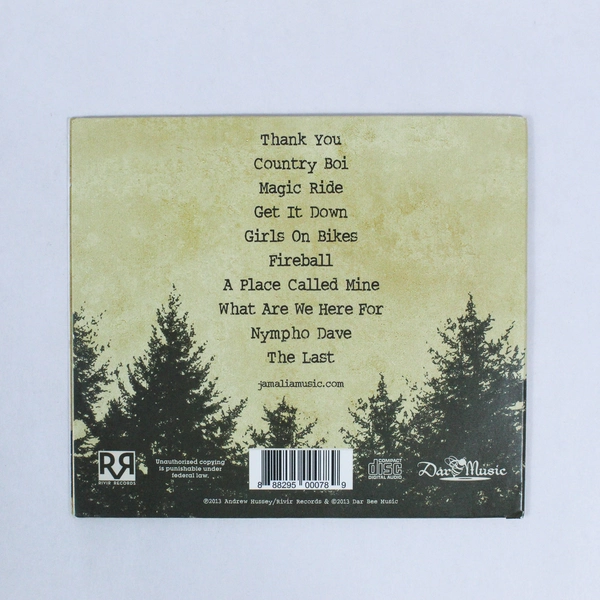 Thank You
Country Boi
Magic Ride
Get It Down
Girls On Bikes
Fireball
A Place Called Mine
What Are We Here For
Nympho Dave
The Last
jamaliamusic.com
RR
RIVIR RECORDS
Unauthorized copying
is punishable under
federal law.
8 88295 00078 9
COMPACT
disc
DIGITAL AUDIO
Dar Bee Music
©2013 Andrew Hussey/Rivir Records & ©2013 Dar Bee Music